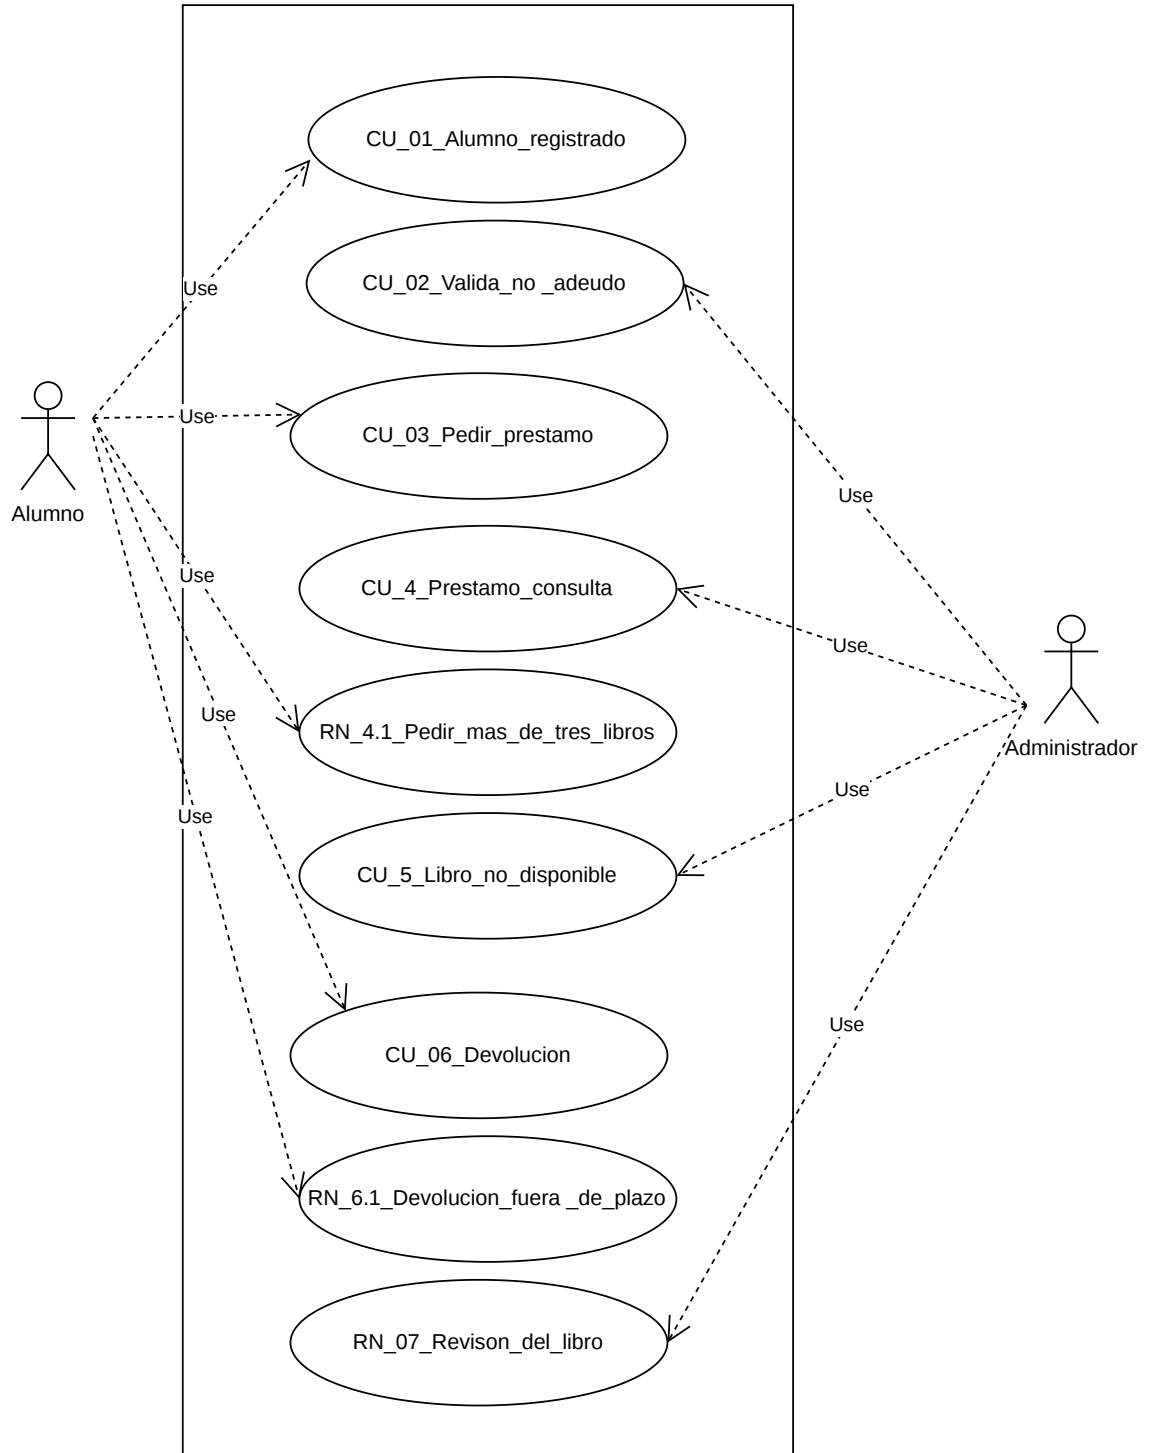 CU_01_Alumno_registrado
Use
CU_02_Valida_no _adeudo
Use
CU_03_Pedir_prestamo
Alumno
Use
Use
CU_4_Prestamo_consulta
Use
Use
RN_4.1_Pedir_mas_de_tres_libros
Administrador
Use
Use
CU_5_Libro_no_disponible
Use
CU_06_Devolucion
RN_6.1_Devolucion_fuera _de_plazo
RN_07_Revison_del_libro